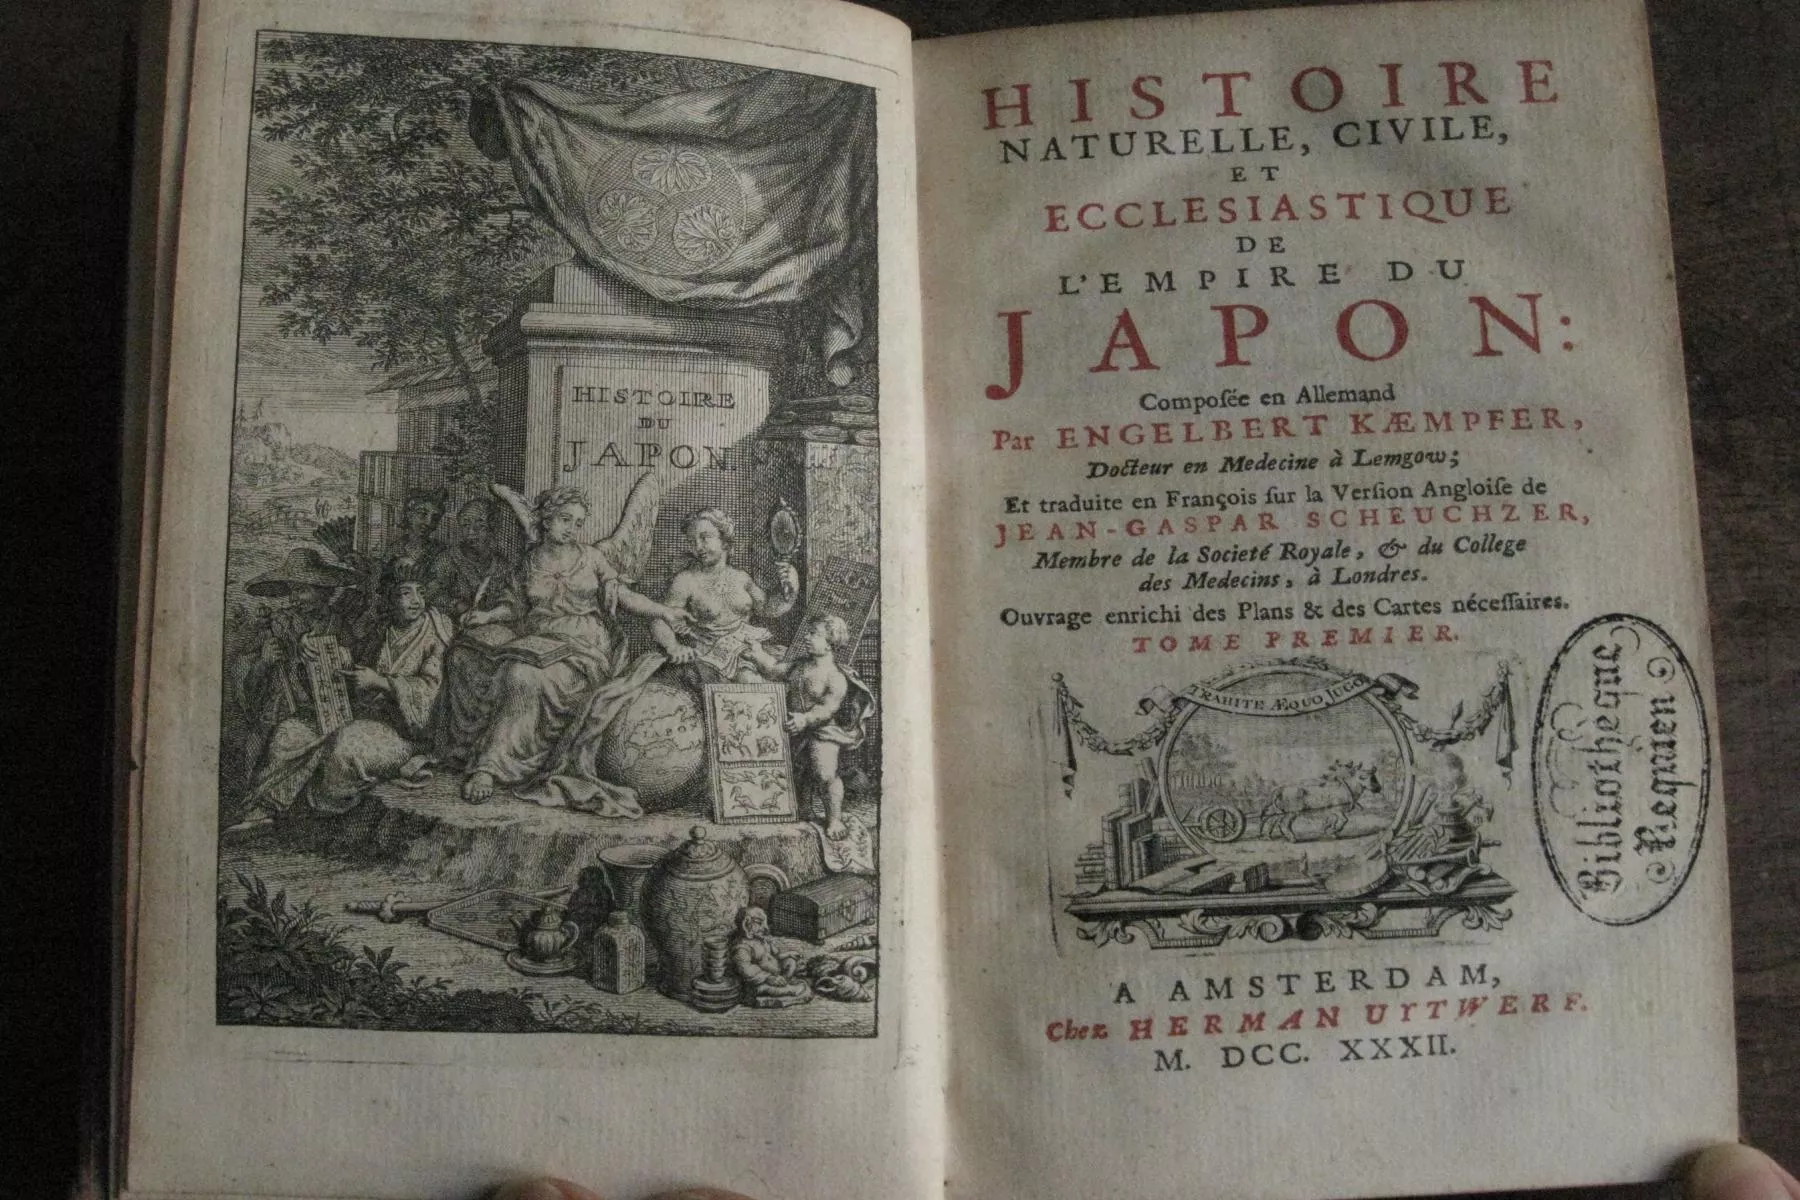 HISTOIRE
DU
JAPON
JAPO
HISTOIRE
NATURELLE, CIVILE,
ET
ECCLESIASTIQUE
DE
L'EMPIRE DU
JAPON:
Compoſée en Allemand
Par ENGELBERT KÆMPFER,
Docteur en Medecine à Lemgow;
Et traduite en François ſur la Verſion Angloiſe de
JEAN-GASPAR SCHEUCHZER,
Membre de la Societé Royale, & du College
des Medecins, à Londres.
Ouvrage enrichi des Plans & des Cartes néceſſaires.
TOME PREMIER.
TRAHITE ÆQUO JUGO
Bibliotheque
Requien
A AMSTERDAM,
Chez HERMAN UYTWERF.
M. DCC. XXXII.